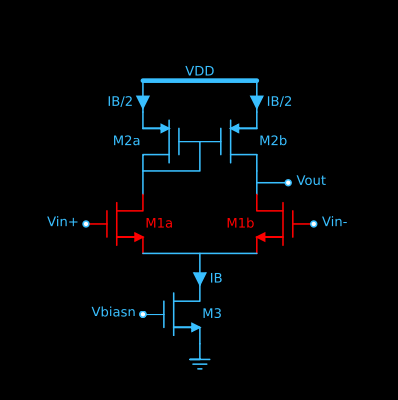 VDD
IB/2 IB/2
M2a M2b
Vout
Vin+ M1a M1b Vin-
IB
Vbiasn M3